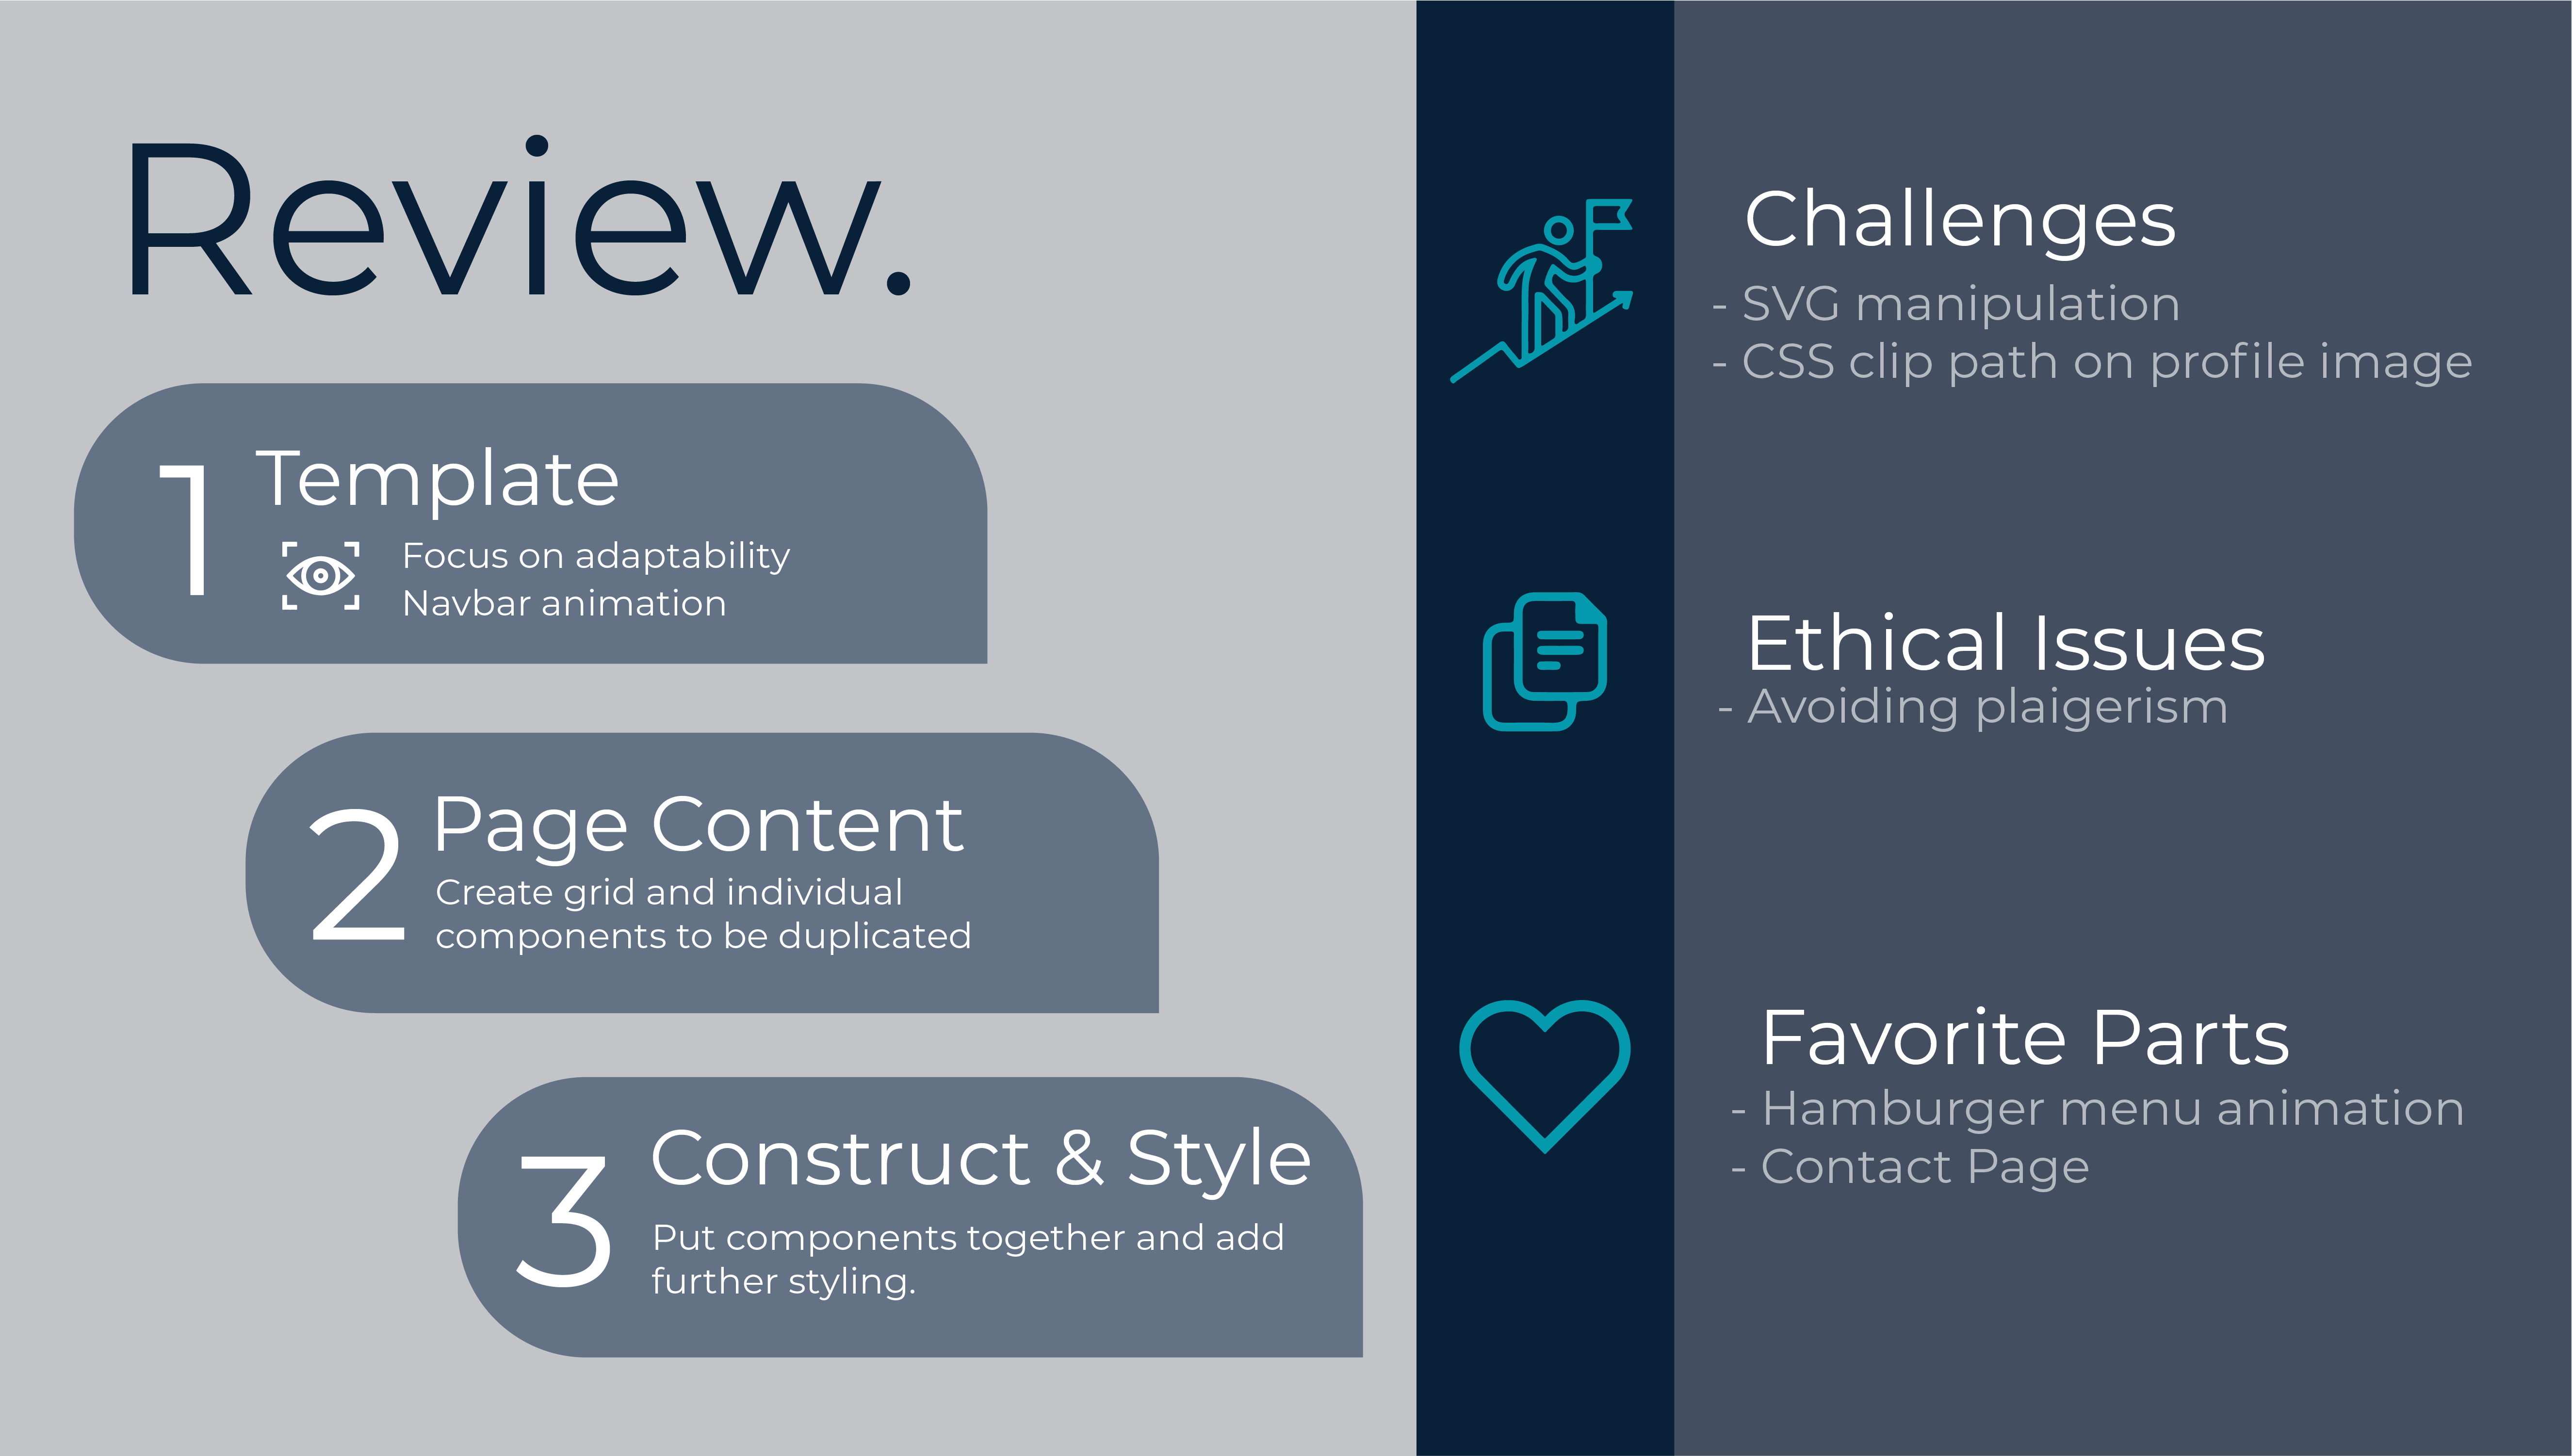 Review.
1
Template
Focus on adaptability
Navbar animation
2
Page Content
Create grid and individual
components to be duplicated
3
Construct & Style
Put components together and add
further styling.
Challenges
- SVG manipulation
- CSS clip path on profile image
Ethical Issues
- Avoiding plaigerism
Favorite Parts
- Hamburger menu animation
- Contact Page